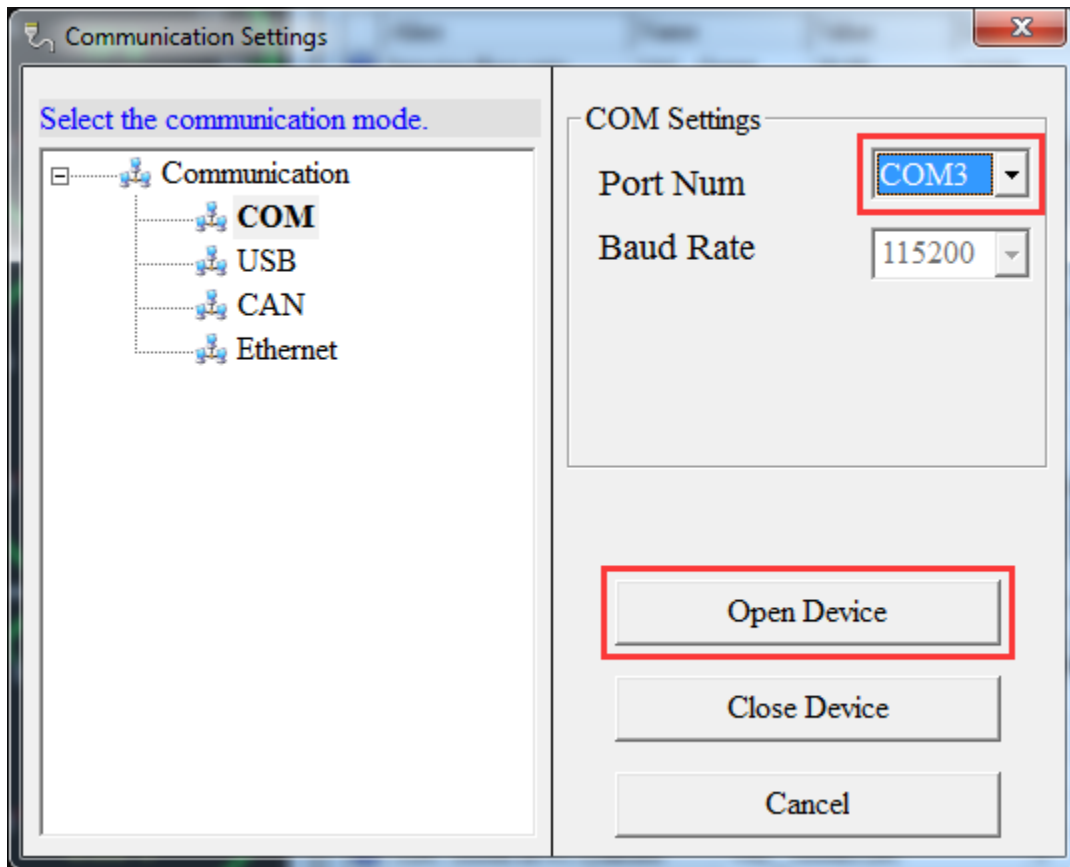 Communication Settings
Select the communication mode.
Communication
COM
USB
CAN
Ethernet
COM Settings
Port Num
COM3
Baud Rate
115200
Open Device
Close Device
Cancel